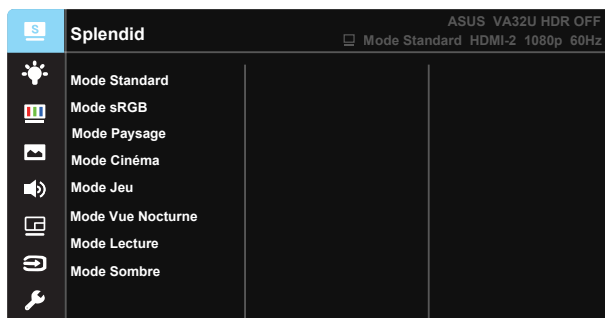 S
Splendid
ASUS VA32U HDR OFF
Mode Standard HDMI-2 1080p 60Hz
Mode Standard
Mode sRGB
Mode Paysage
Mode Cinéma
Mode Jeu
Mode Vue Nocturne
Mode Lecture
Mode Sombre